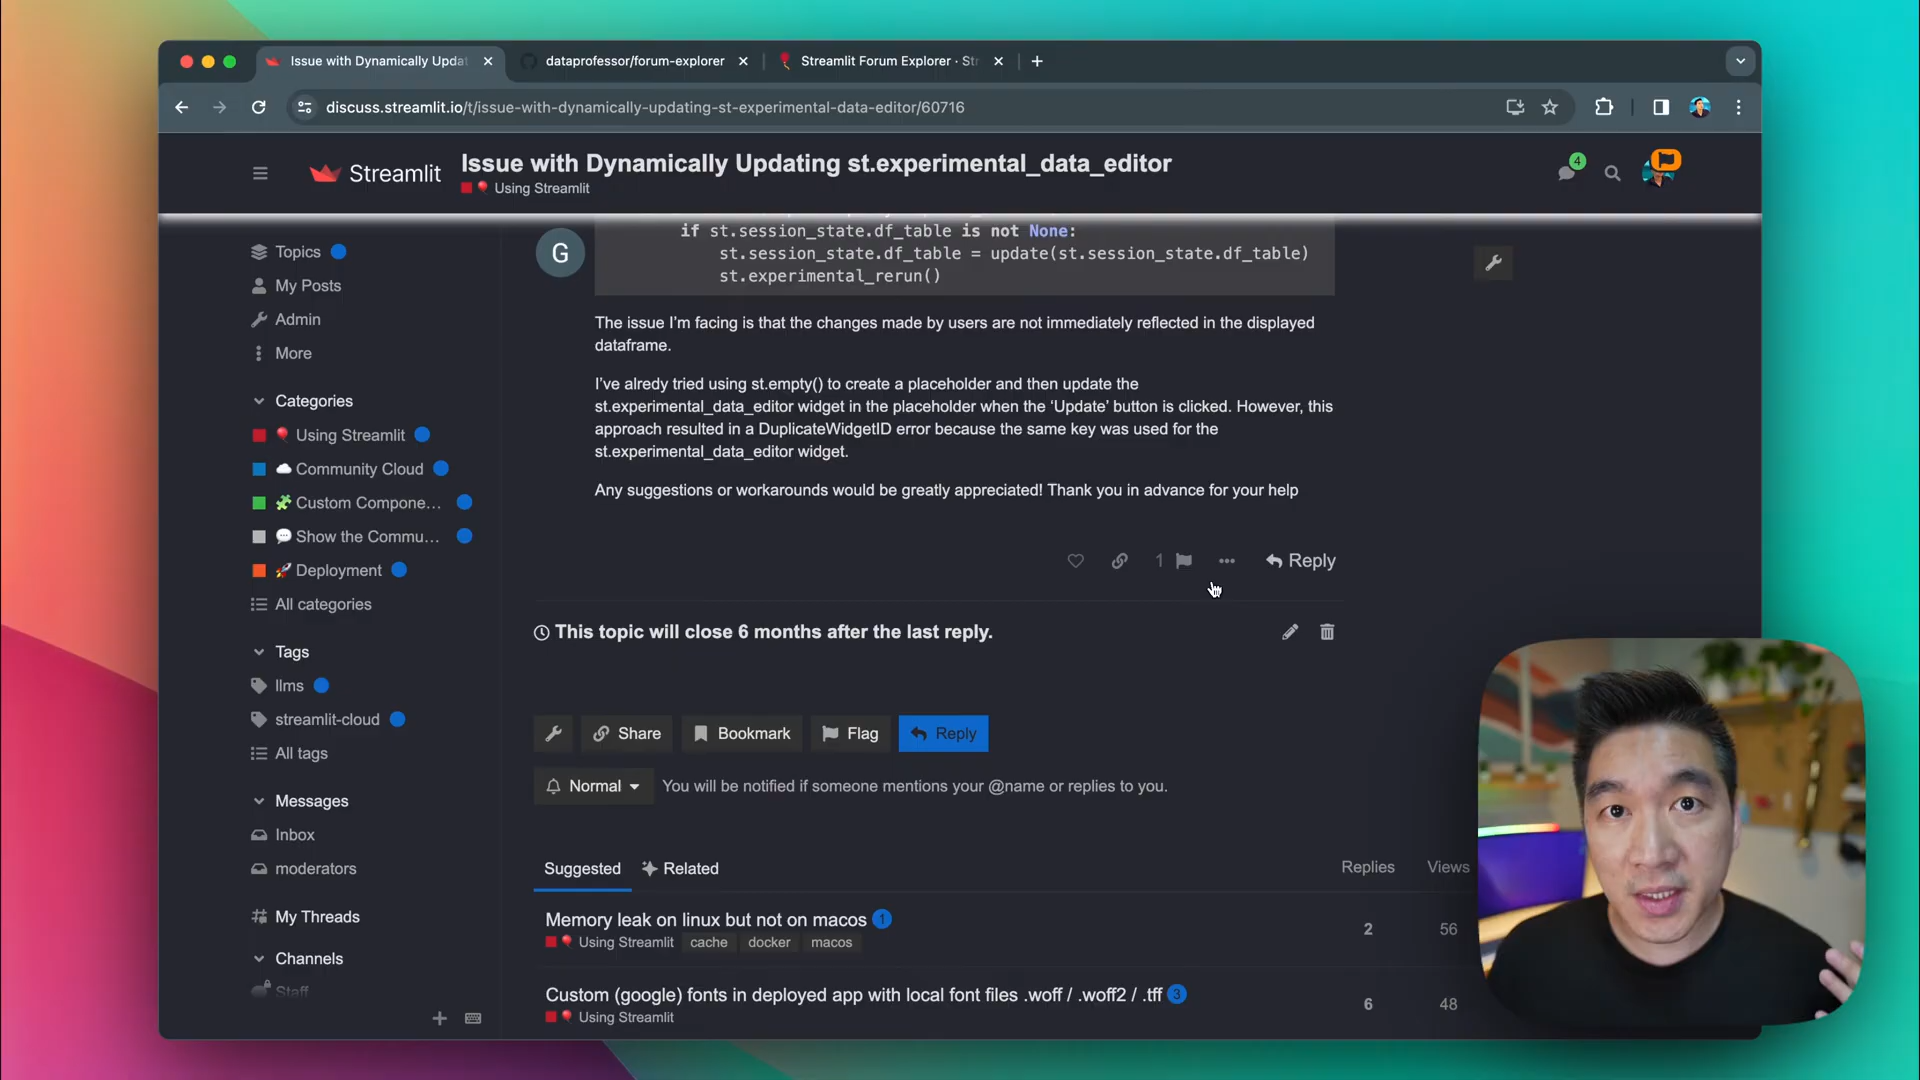 Issue with Dynamically Upda
dataprofessor/forum-explorer
Streamlit Forum Explorer · St
discuss.streamlit.io/t/issue-with-dynamically-updating-st-experimental-data-editor/60716
Streamlit
Issue with Dynamically Updating st.experimental_data_editor
Using Streamlit
4
Topics
My Posts
Admin
More
Categories
Using Streamlit
Community Cloud
Custom Compone…
Show the Commu…
Deployment
All categories
Tags
llms
streamlit-cloud
All tags
Messages
Inbox
moderators
My Threads
Channels
Staff
G
if st.session_state.df_table is not None:
st.session_state.df_table = update(st.session_state.df_table)
st.experimental_rerun()
The issue I’m facing is that the changes made by users are not immediately reflected in the displayed
dataframe.
I’ve alredy tried using st.empty() to create a placeholder and then update the
st.experimental_data_editor widget in the placeholder when the ‘Update’ button is clicked. However, this
approach resulted in a DuplicateWidgetID error because the same key was used for the
st.experimental_data_editor widget.
Any suggestions or workarounds would be greatly appreciated! Thank you in advance for your help
1
Reply
This topic will close 6 months after the last reply.
Share
Bookmark
Flag
Reply
Normal
You will be notified if someone mentions your @name or replies to you.
Suggested
Related
Replies
Views
Memory leak on linux but not on macos 1
Using Streamlit cache docker macos
2
56
Custom (google) fonts in deployed app with local font files .woff / .woff2 / .tff 3
Using Streamlit
6
48